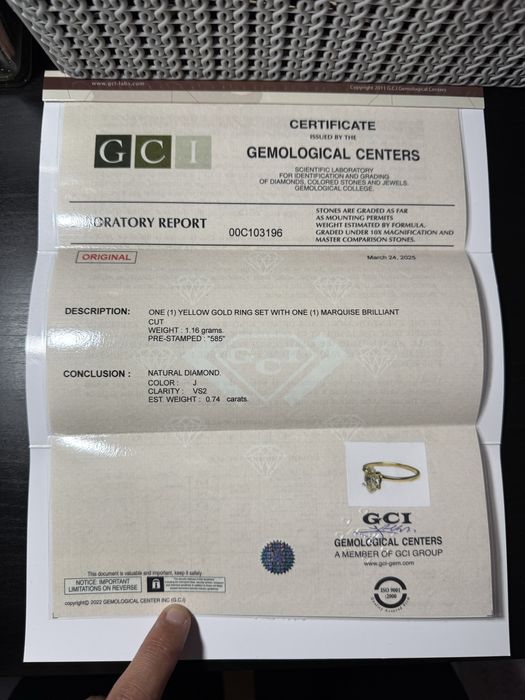 www.gci-labs.com
Copyright 2011 G.C.I Gemological Centers
GCI
CERTIFICATE
ISSUED BY THE
GEMOLOGICAL CENTERS
SCIENTIFIC LABORATORY
FOR IDENTIFICATION AND GRADING
OF DIAMONDS, COLORED STONES AND JEWELS.
GEMOLOGICAL COLLEGE.
ORATORY REPORT
00C103196
STONES ARE GRADED AS FAR
AS MOUNTING PERMITS
WEIGHT ESTIMATED BY FORMULA.
GRADED UNDER 10X MAGNIFICATION AND
MASTER COMPARISON STONES.
ORIGINAL
March 24, 2025
DESCRIPTION: ONE (1) YELLOW GOLD RING SET WITH ONE (1) MARQUISE BRILLIANT
CUT
WEIGHT : 1.16 grams.
PRE-STAMPED : "585"
GCI
CONCLUSION : NATURAL DIAMOND.
COLOR : J
CLARITY : VS2
EST. WEIGHT : 0.74 carats.
GCI
GEMOLOGICAL CENTERS
A MEMBER OF GCI GROUP
www.gci-gem.com
ISO 9001
:2000
This document is valuable and important, keep it safely.
NOTICE: IMPORTANT
LIMITATIONS ON REVERSE
copyright© 2022 GEMOLOGICAL CENTER INC (G.C.I)